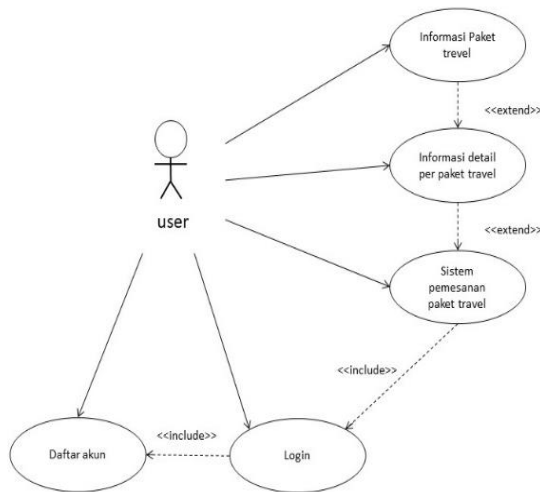 Informasi Paket
trevel
<<extend>>
Informasi detail
per paket travel
user
<<extend>>
Sistem
pemesanan
paket travel
<<include>>
<<include>>
Daftar akun
Login